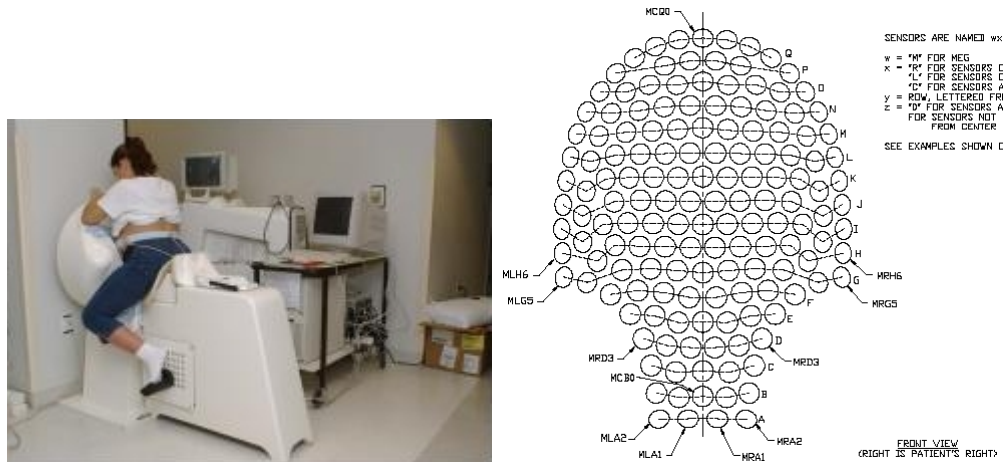 MCQ0
SENSORS ARE NAMED wx
w = "M" FOR MEG
x = "R" FOR SENSORS
"L" FOR SENSORS
"C" FOR SENSORS A
y = ROW, LETTERED FR
z = "0" FOR SENSORS A
FOR SENSORS NOT
FROM CENTER
SEE EXAMPLES SHOWN
Q
P
O
N
M
L
K
J
I
H
MLH6
MRH6
G
MLG5
MRG5
F
E
D
MRD3
MRD3
C
MCB0
B
A
MLA2
MRA2
MLA1
MRA1
FRONT VIEW
(RIGHT IS PATIENT'S RIGHT)